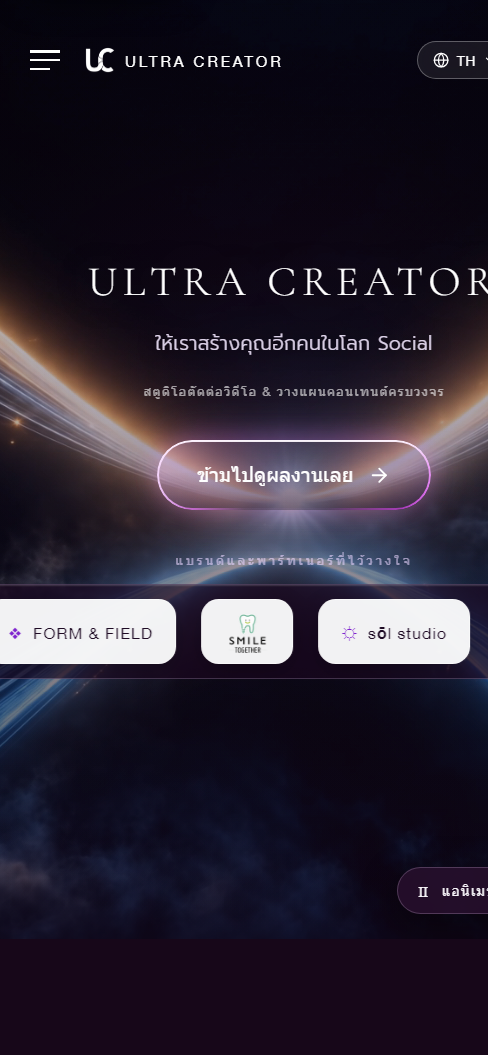 UC ULTRA CREATOR
TH
ULTRA CREATOR
ให้เราสร้างคุณอีกคนในโลก Social
สตูดิโอตัดต่อวิดีโอ & วางแผนคอนเทนต์ครบวงจร
ข้ามไปดูผลงานเลย
แบรนด์และพาร์ทเนอร์ที่ไว้วางใจ
FORM & FIELD
SMILE
TOGETHER
sōl studio